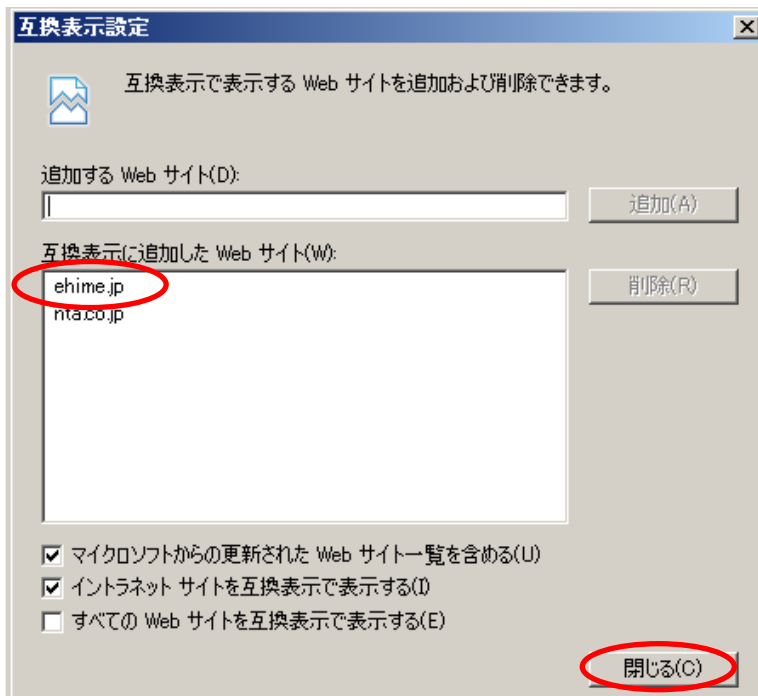 互換表示設定
互換表示で表示する Web サイトを追加および削除できます。
追加する Web サイト(D):
追加(A)
互換表示に追加した Web サイト(W):
ehime.jp
削除(R)
nta.co.jp
マイクロソフトからの更新された Web サイト一覧を含める(U)
イントラネット サイトを互換表示で表示する(I)
すべての Web サイトを互換表示で表示する(E)
閉じる(C)